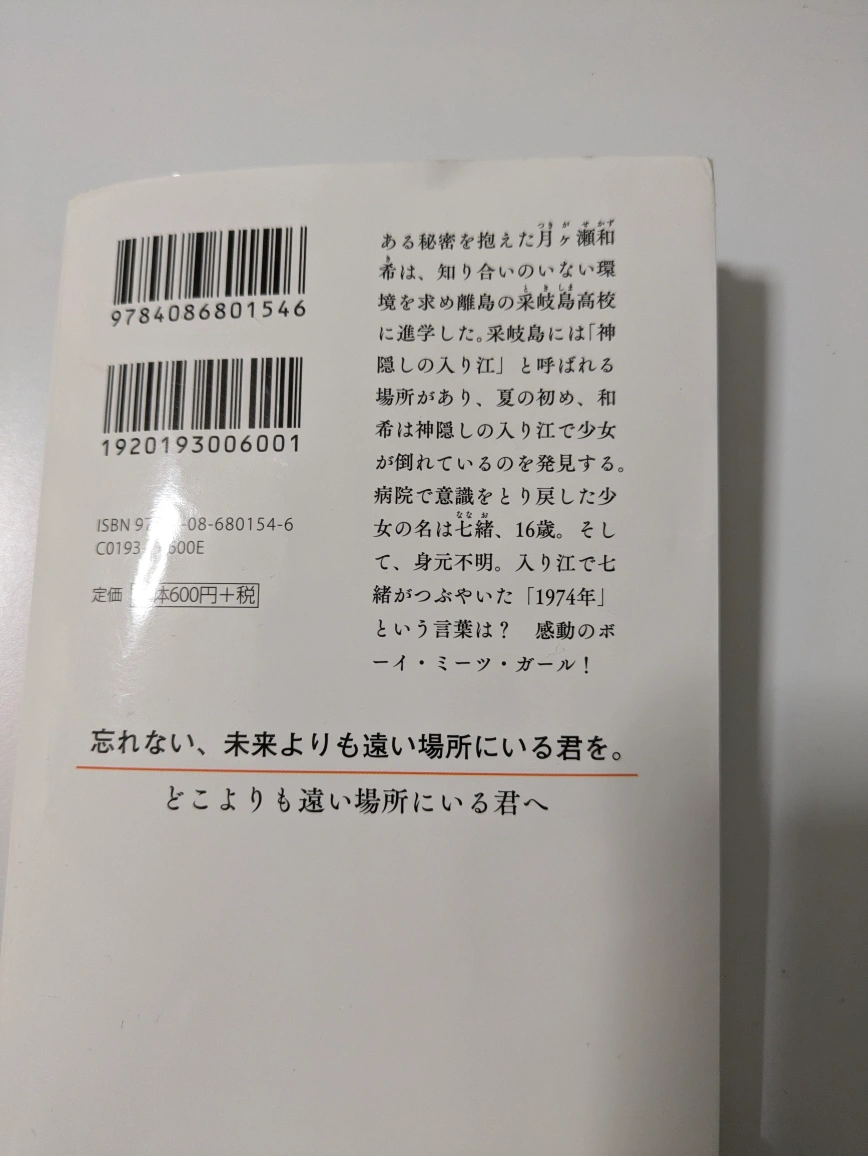 9784086801546
1920193006001
ISBN 97 -08-680154-6
C0193- 600E
定価 体600円+税
ある秘密を抱えた月ヶ瀬和
希は、知り合いのいない環
境を求め離島の采岐島高校
に進学した。采岐島には「神
隠しの入り江」と呼ばれる
場所があり、夏の初め、和
希は神隠しの入り江で少女
が倒れているのを発見する。
病院で意識をとり戻した少
女の名は七緒、16歳。そし
て、身元不明。入り江で七
緒がつぶやいた「1974年」
という言葉は？　感動のボ
ーイ・ミーツ・ガール！
忘れない、未来よりも遠い場所にいる君を。
どこよりも遠い場所にいる君へ